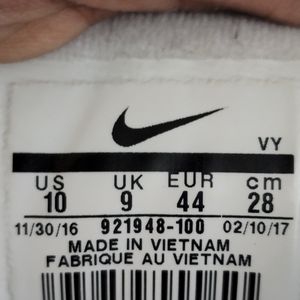 VY
US UK EUR cm
10 9 44 28
11/30/16 921948-100 02/10/17
MADE IN VIETNAM
FABRIQUE AU VIETNAM